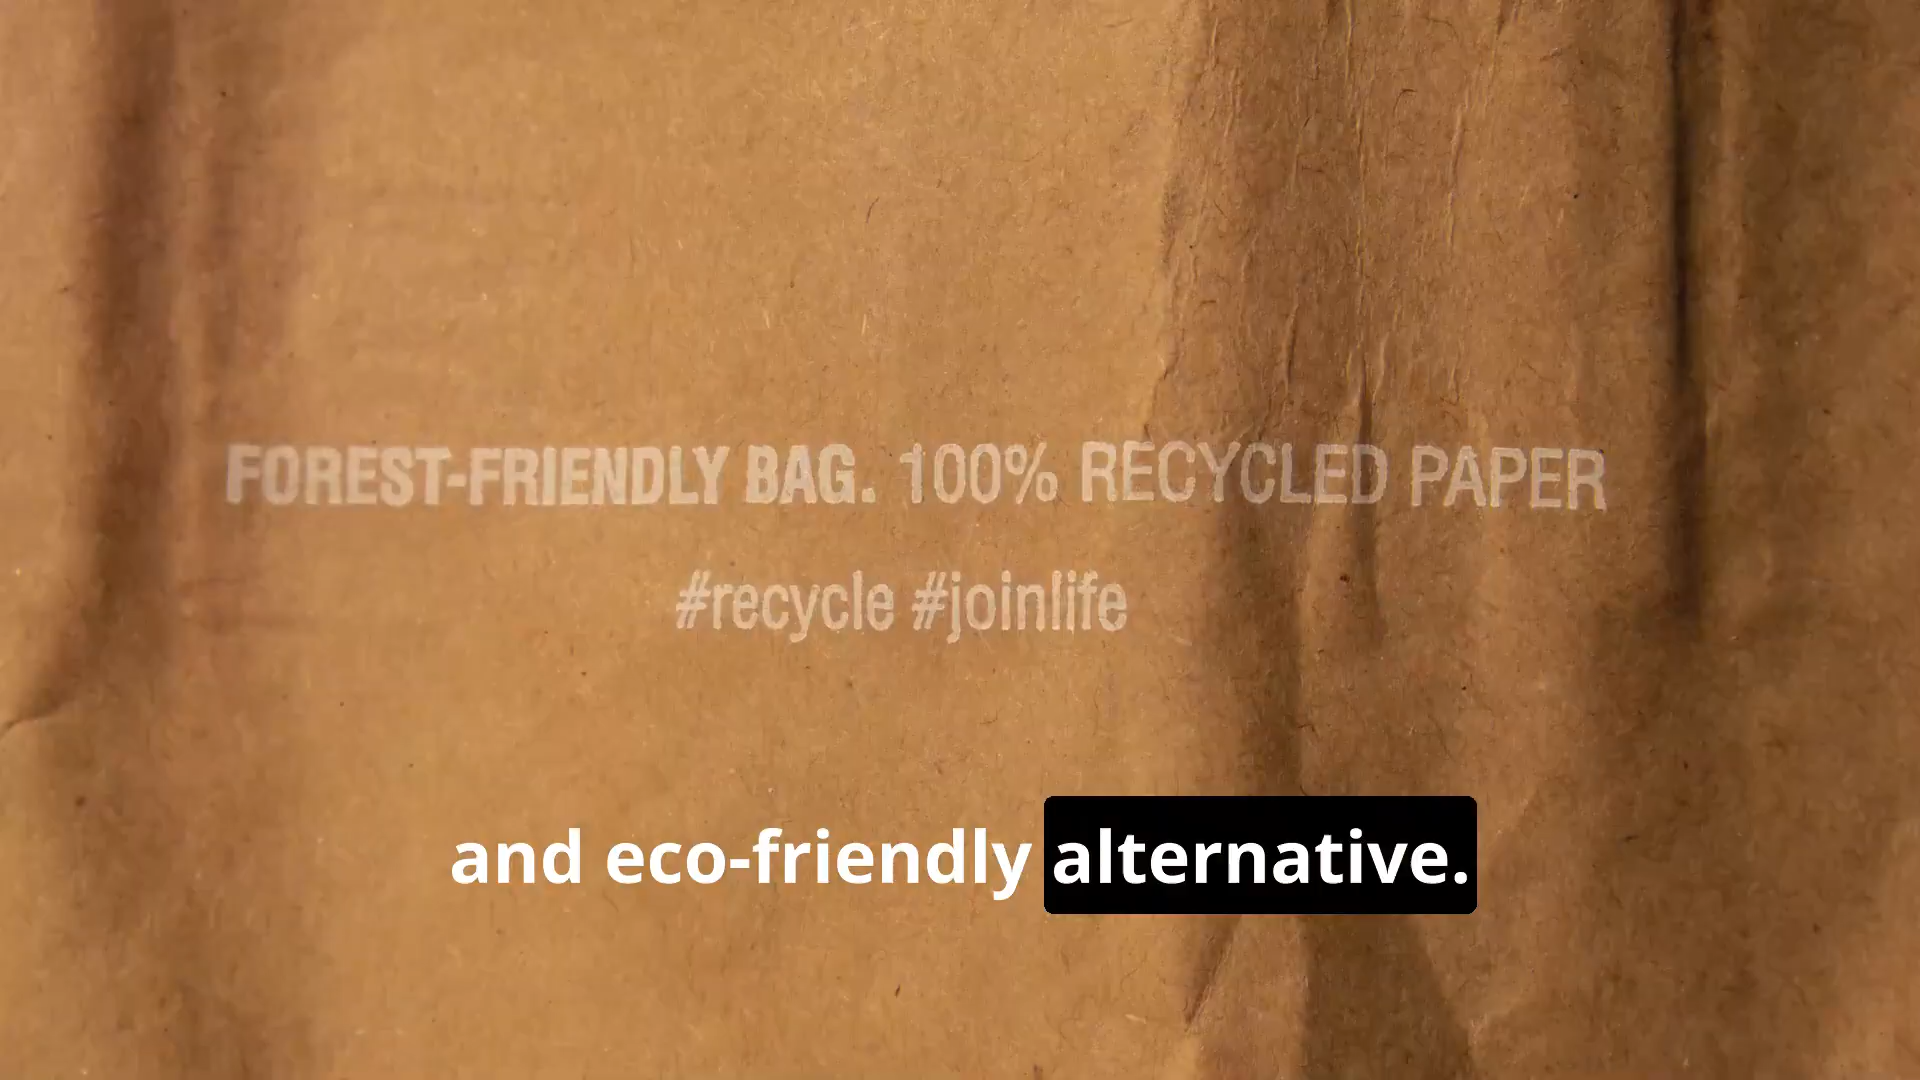 FOREST-FRIENDLY BAG. 100% RECYCLED PAPER
#recycle #joinlife
and eco-friendly alternative.